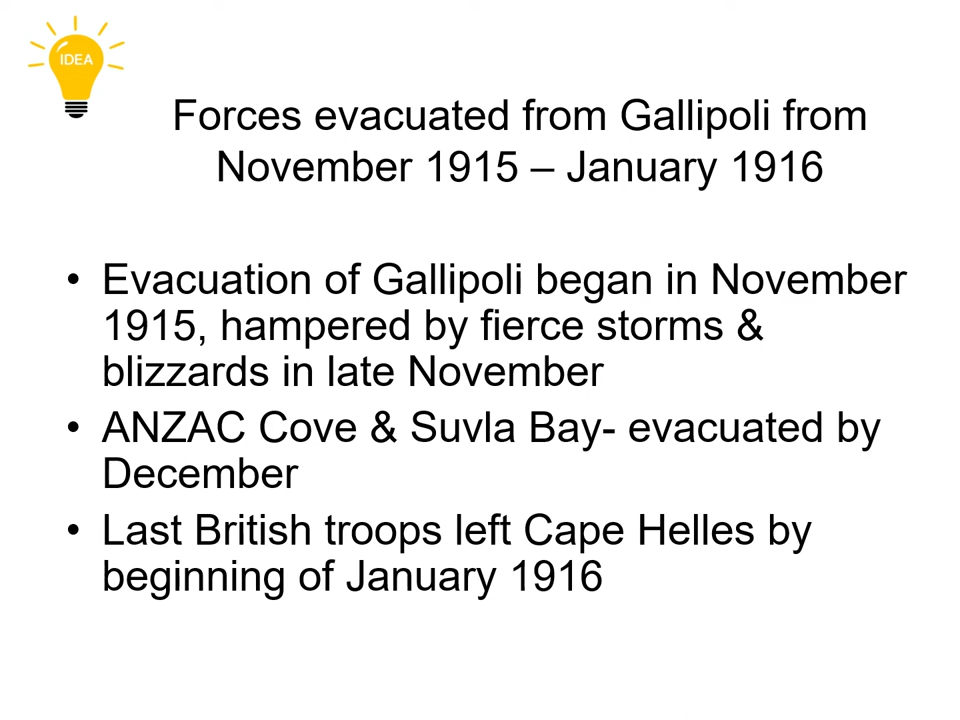 IDEA
Forces evacuated from Gallipoli from
November 1915 – January 1916
• Evacuation of Gallipoli began in November
1915, hampered by fierce storms &
blizzards in late November
• ANZAC Cove & Suvla Bay- evacuated by
December
• Last British troops left Cape Helles by
beginning of January 1916